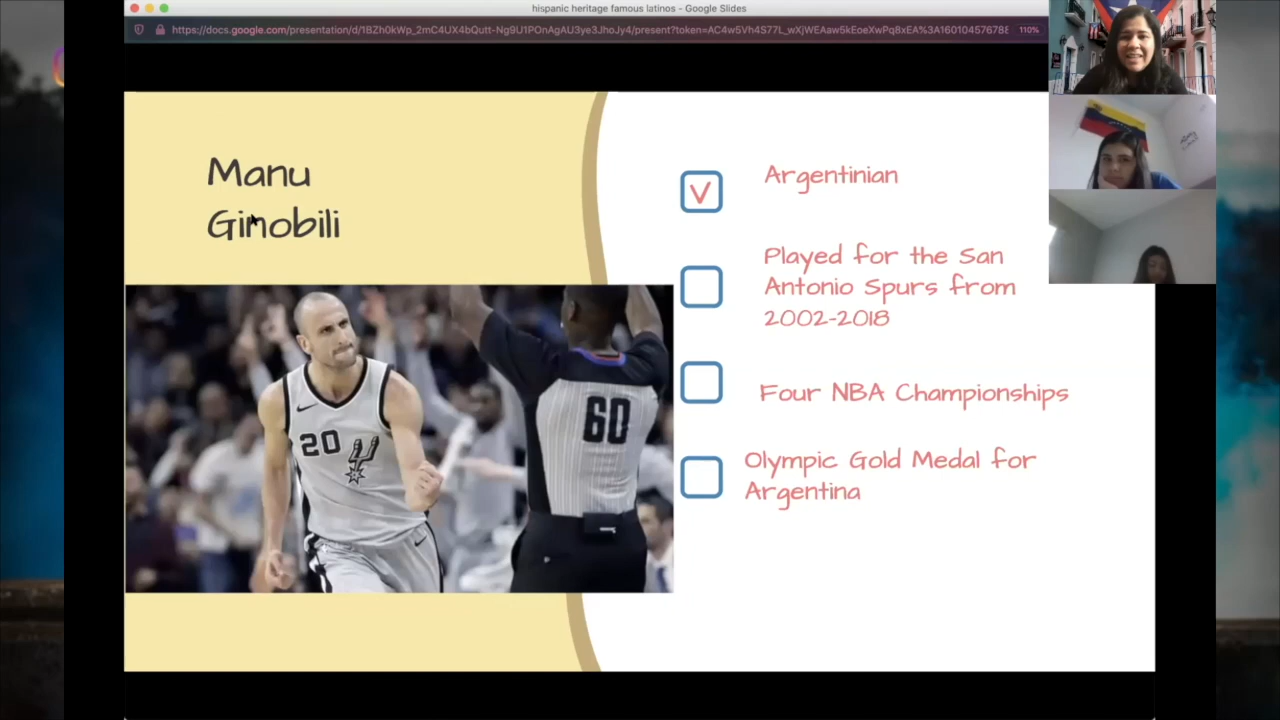 hispanic heritage famous latinos - Google Slides
110%
Manu
Ginobili
V
Argentinian
Played for the San
Antonio Spurs from
2002-2018
Four NBA Championships
Olympic Gold Medal for
Argentina
20
60